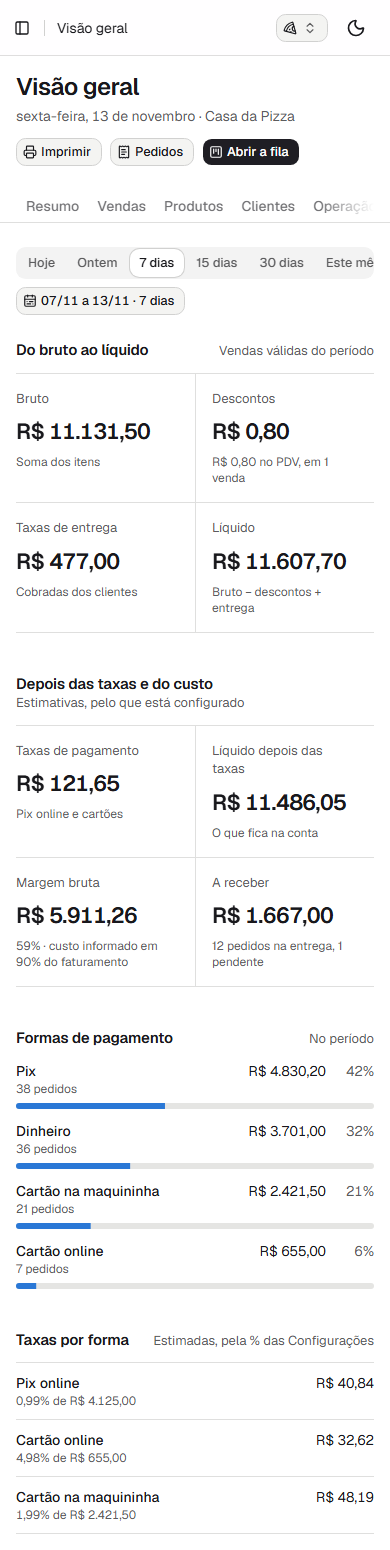 Visão geral
Visão geral
sexta-feira, 13 de novembro · Casa da Pizza
Imprimir Pedidos Abrir a fila
Resumo Vendas Produtos Clientes Operaçã
Hoje Ontem 7 dias 15 dias 30 dias Este mê
07/11 a 13/11 · 7 dias
Do bruto ao líquido Vendas válidas do período
Bruto
R$ 11.131,50
Soma dos itens
Descontos
R$ 0,80
R$ 0,80 no PDV, em 1
venda
Taxas de entrega
R$ 477,00
Cobradas dos clientes
Líquido
R$ 11.607,70
Bruto − descontos +
entrega
Depois das taxas e do custo
Estimativas, pelo que está configurado
Taxas de pagamento
R$ 121,65
Pix online e cartões
Líquido depois das
taxas
R$ 11.486,05
O que fica na conta
Margem bruta
R$ 5.911,26
59% · custo informado em
90% do faturamento
A receber
R$ 1.667,00
12 pedidos na entrega, 1
pendente
Formas de pagamento No período
Pix R$ 4.830,20 42%
38 pedidos
Dinheiro R$ 3.701,00 32%
36 pedidos
Cartão na maquininha R$ 2.421,50 21%
21 pedidos
Cartão online R$ 655,00 6%
7 pedidos
Taxas por forma Estimadas, pela % das Configurações
Pix online R$ 40,84
0,99% de R$ 4.125,00
Cartão online R$ 32,62
4,98% de R$ 655,00
Cartão na maquininha R$ 48,19
1,99% de R$ 2.421,50